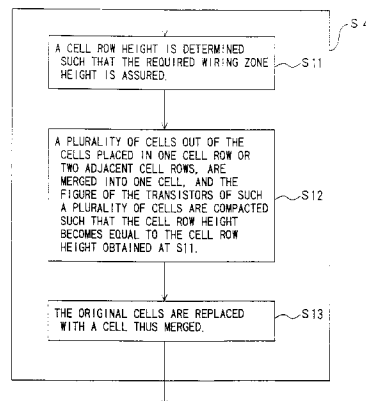 S 4
A CELL ROW HEIGHT IS DETERMINED
SUCH THAT THE REQUIRED WIRING ZONE
HEIGHT IS ASSURED.
S11
A PLURALITY OF CELLS OUT OF THE
CELLS PLACED IN ONE CELL ROW OR
TWO ADJACENT CELL ROWS, ARE
MERGED INTO ONE CELL, AND THE
FIGURE OF THE TRANSISTORS OF SUCH
A PLURALITY OF CELLS ARE COMPACTED
SUCH THAT THE CELL ROW HEIGHT
BECOMES EQUAL TO THE CELL ROW
HEIGHT OBTAINED AT S11.
S12
THE ORIGINAL CELLS ARE REPLACED
WITH A CELL THUS MERGED.
S13